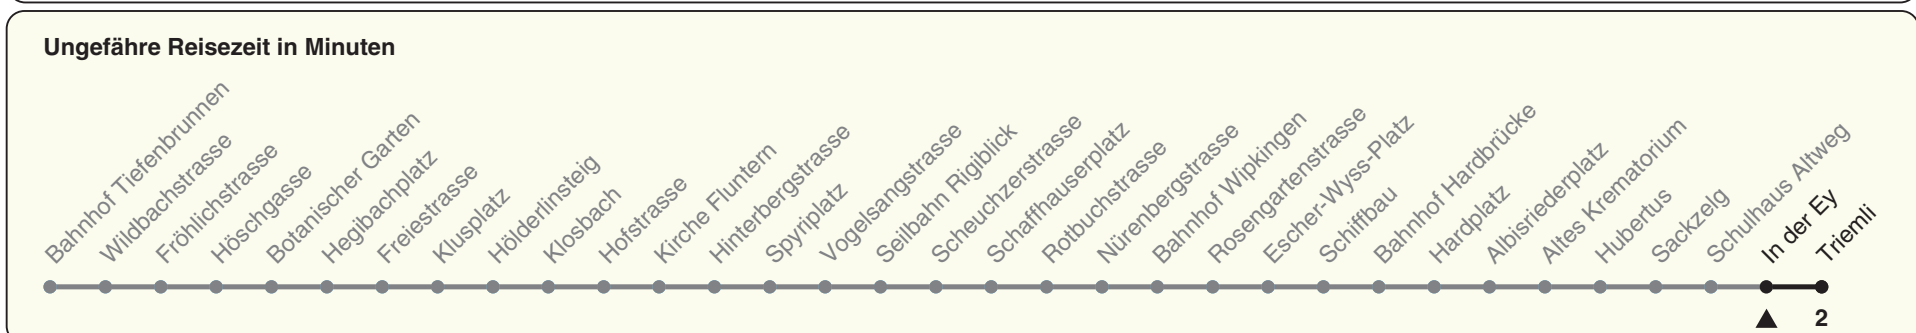 Ungefähre Reisezeit in Minuten
Bahnhof Tiefenbrunnen
Wildbachstrasse
Fröhlichstrasse
Höschgasse
Botanischer Garten
Hegibachplatz
Freiestrasse
Klusplatz
Hölderlinsteig
Klosbach
Hofstrasse
Kirche Fluntern
Hinterbergstrasse
Spyriplatz
Vogelsangstrasse
Seilbahn Rigiblick
Scheuchzerstrasse
Schaffhauserplatz
Rotbuchstrasse
Nürenbergstrasse
Bahnhof Wipkingen
Rosengartenstrasse
Escher-Wyss-Platz
Schiffbau
Bahnhof Hardbrücke
Hardplatz
Albisriederplatz
Altes Krematorium
Hubertus
Sackzelg
Schulhaus Altweg
In der Ey
Triemli
2